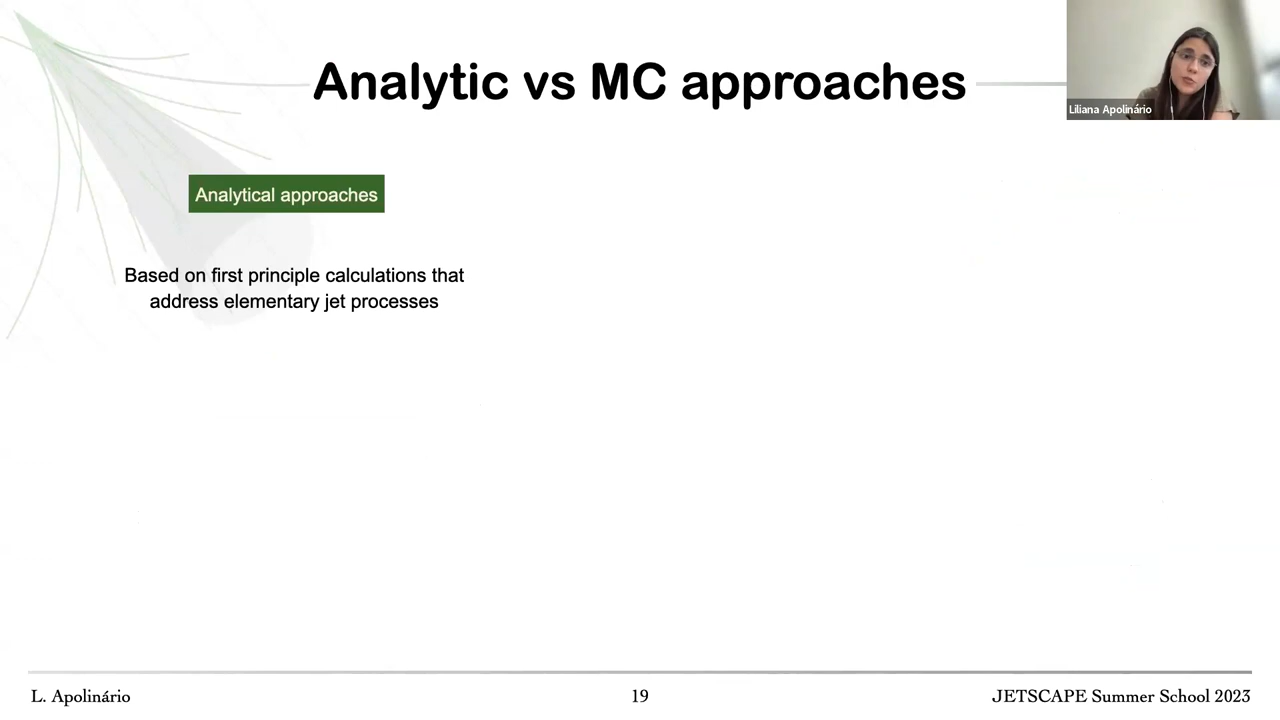 Analytic vs MC approaches
Liliana Apolinário
Analytical approaches
Based on first principle calculations that
address elementary jet processes
L. Apolinário
19
JETSCAPE Summer School 2023